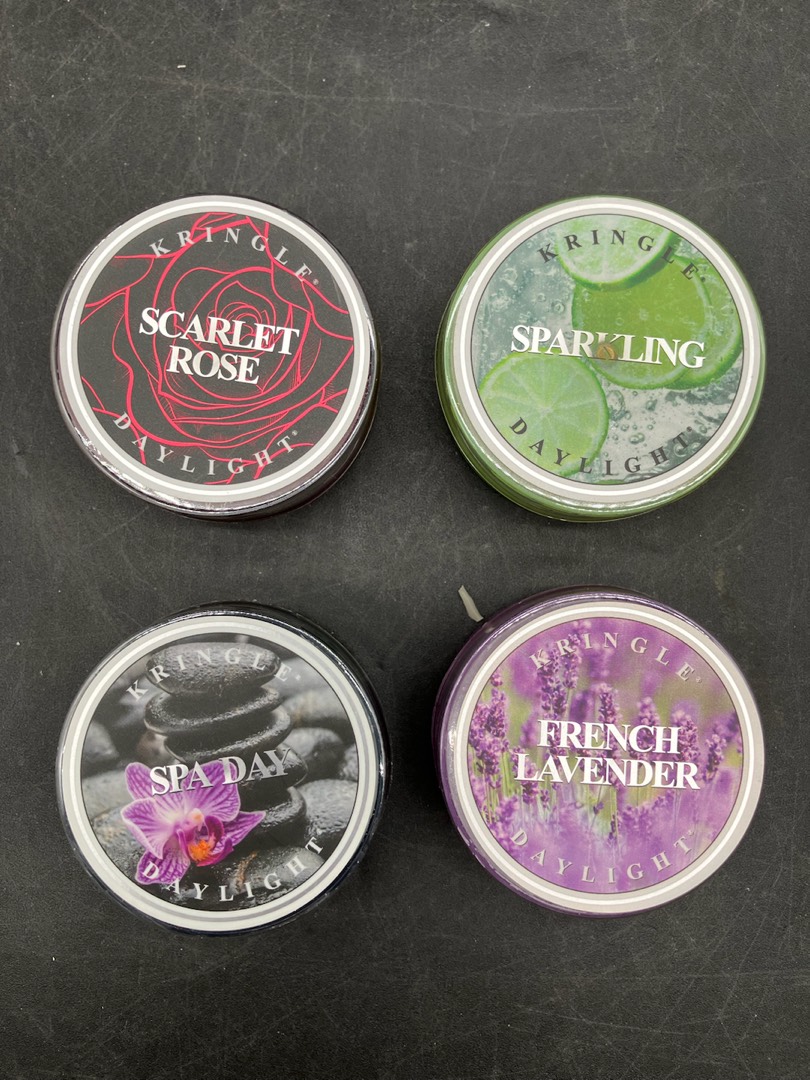 KRINGLE®
SCARLET
ROSE
DAYLIGHT®
KRINGLE®
SPARKLING
DAYLIGHT®
KRINGLE®
SPA DAY
DAYLIGHT®
KRINGLE®
FRENCH
LAVENDER
DAYLIGHT®